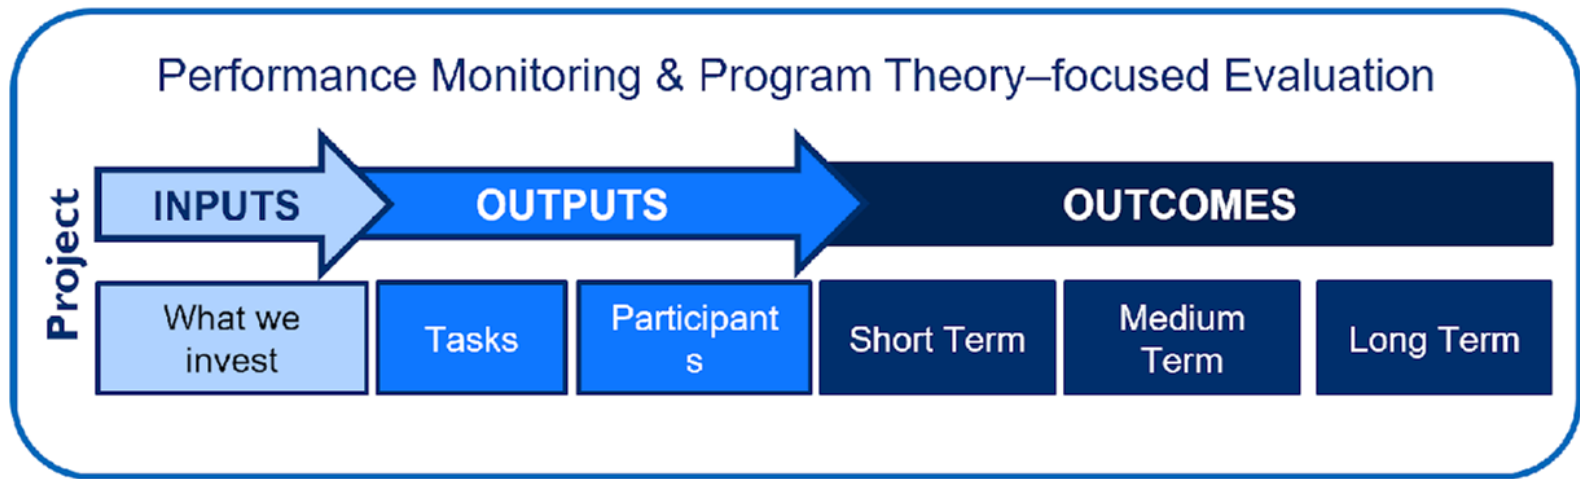 Performance Monitoring & Program Theory–focused Evaluation
Project
INPUTS
OUTPUTS
OUTCOMES
What we
invest
Tasks
Participant
s
Short Term
Medium
Term
Long Term